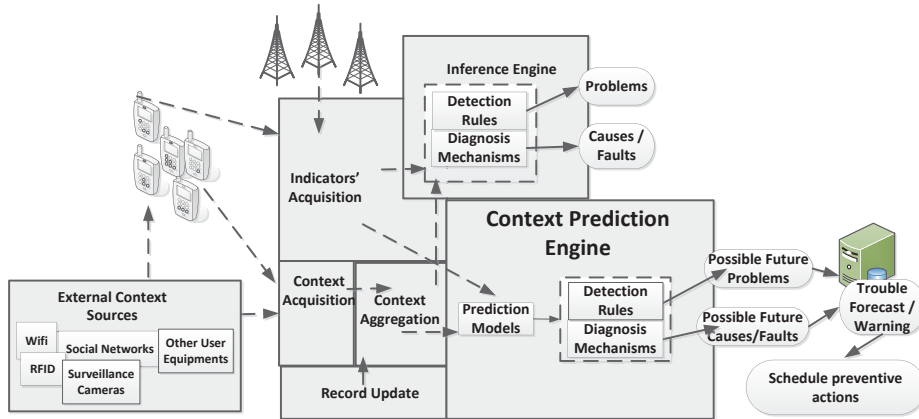 Inference Engine
Detection
Rules
Diagnosis
Mechanisms
Problems
Causes /
Faults
Indicators'
Acquisition
Context Prediction
Engine
Context
Acquisition
Context
Aggregation
Prediction
Models
Detection
Rules
Diagnosis
Mechanisms
Possible Future
Problems
Possible Future
Causes/Faults
Trouble
Forecast /
Warning
Schedule preventive
actions
External Context
Sources
Wifi
Social Networks
Other User
Equipments
RFID
Surveillance
Cameras
Record Update